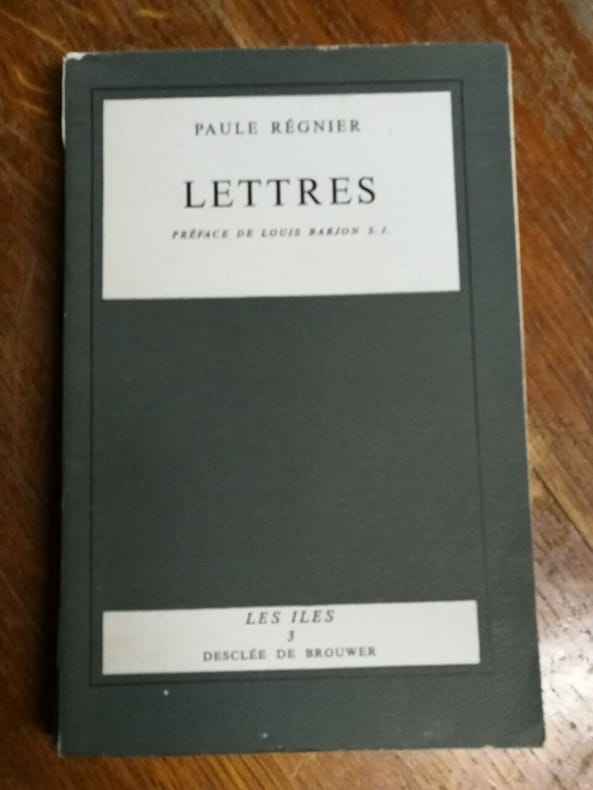 PAULE RÉGNIER
LETTRES
PRÉFACE DE LOUIS BARJON S. J.
LES ILES
3
DESCLÉE DE BROUWER